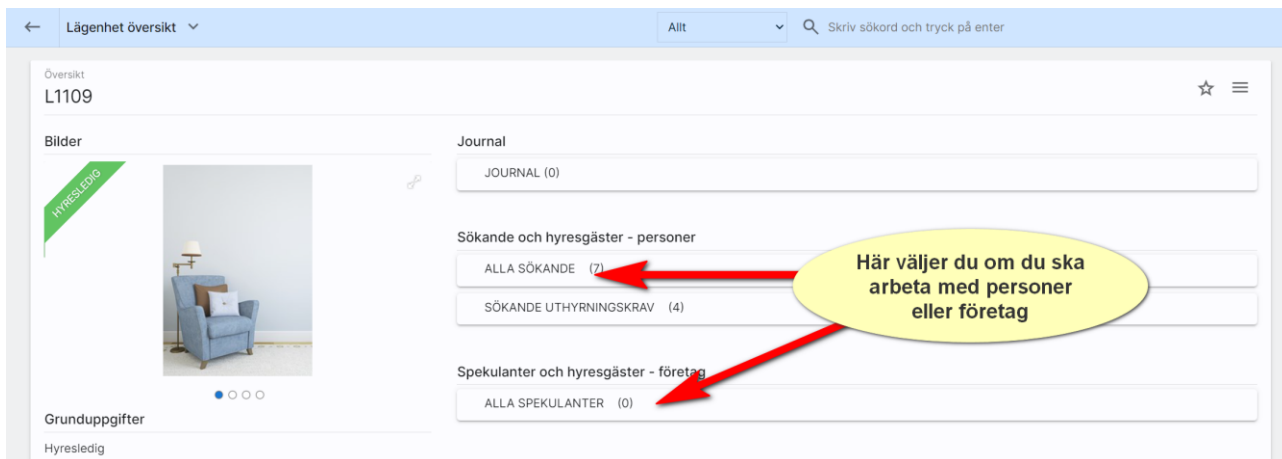 Lägenhet översikt
Allt
Skriv sökord och tryck på enter
Översikt
L1109
Bilder
HYRESLEDIG
Grunduppgifter
Hyresledig
Journal
JOURNAL (0)
Sökande och hyresgäster - personer
ALLA SÖKANDE (7)
SÖKANDE UTHYRNINGSKRAV (4)
Spekulanter och hyresgäster - företag
ALLA SPEKULANTER (0)
Här väljer du om du ska
arbeta med personer
eller företag